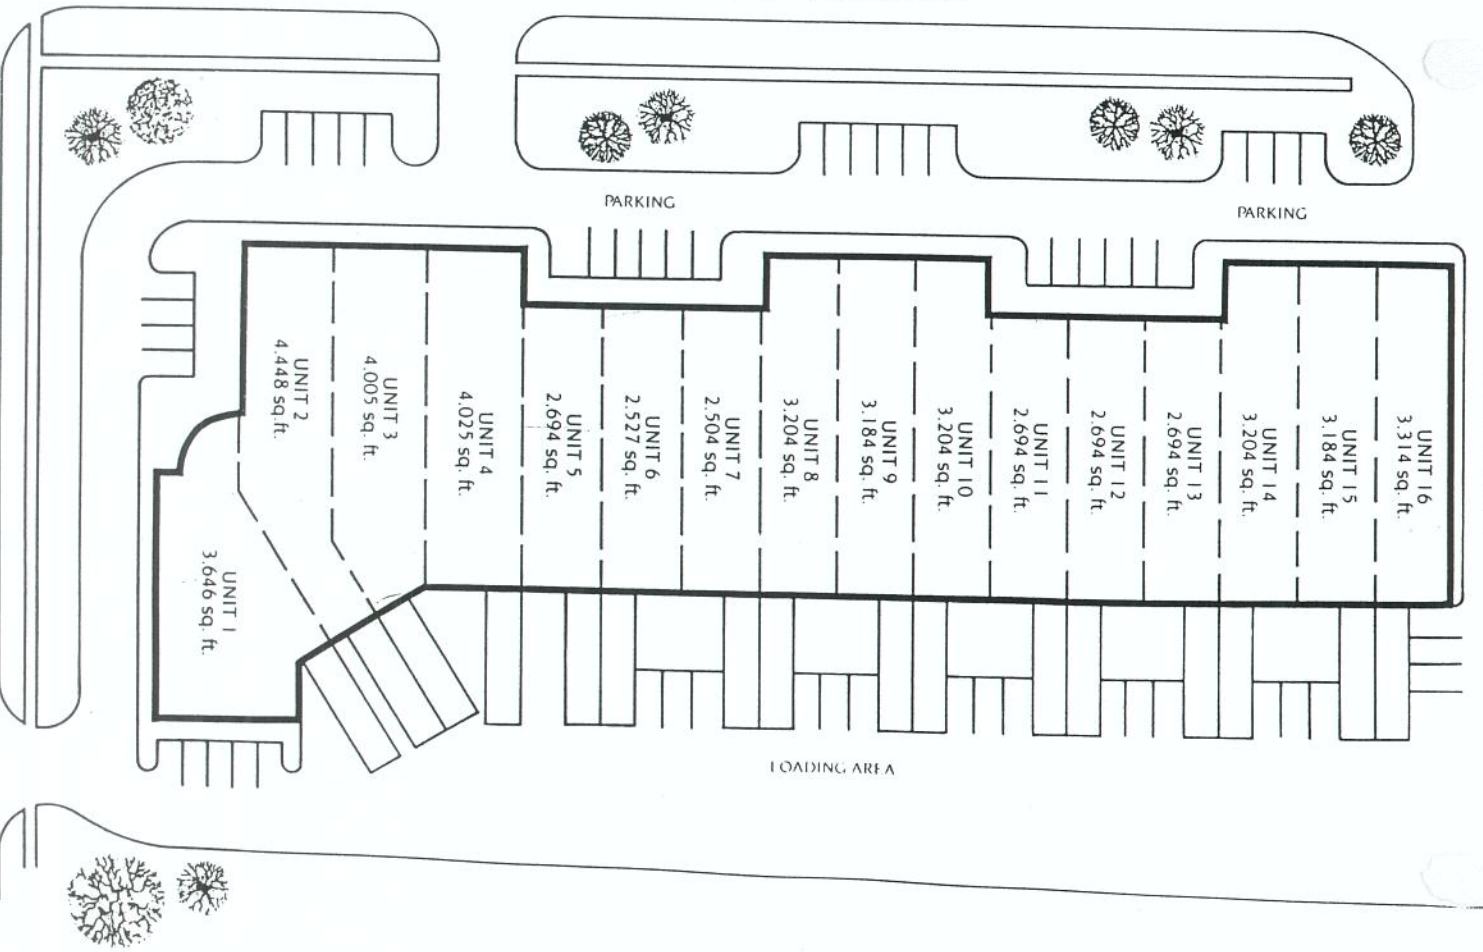 PARKING
PARKING
UNIT 1
3.646 sq. ft.
UNIT 2
4.448 sq.ft.
UNIT 3
4.005 sq. ft.
UNIT 4
4.025 sq. ft.
UNIT 5
2.694 sq. ft.
UNIT 6
2.527 sq. ft.
UNIT 7
2.504 sq. ft.
UNIT 8
3.204 sq. ft.
UNIT 9
3.184 sq. ft.
UNIT 10
3.204 sq. ft.
UNIT 11
2.694 sq. ft.
UNIT 12
2.694 sq. ft.
UNIT 13
2.694 sq. ft.
UNIT 14
3.204 sq. ft.
UNIT 15
3.184 sq. ft.
UNIT 16
3.314 sq. ft.
LOADING AREA